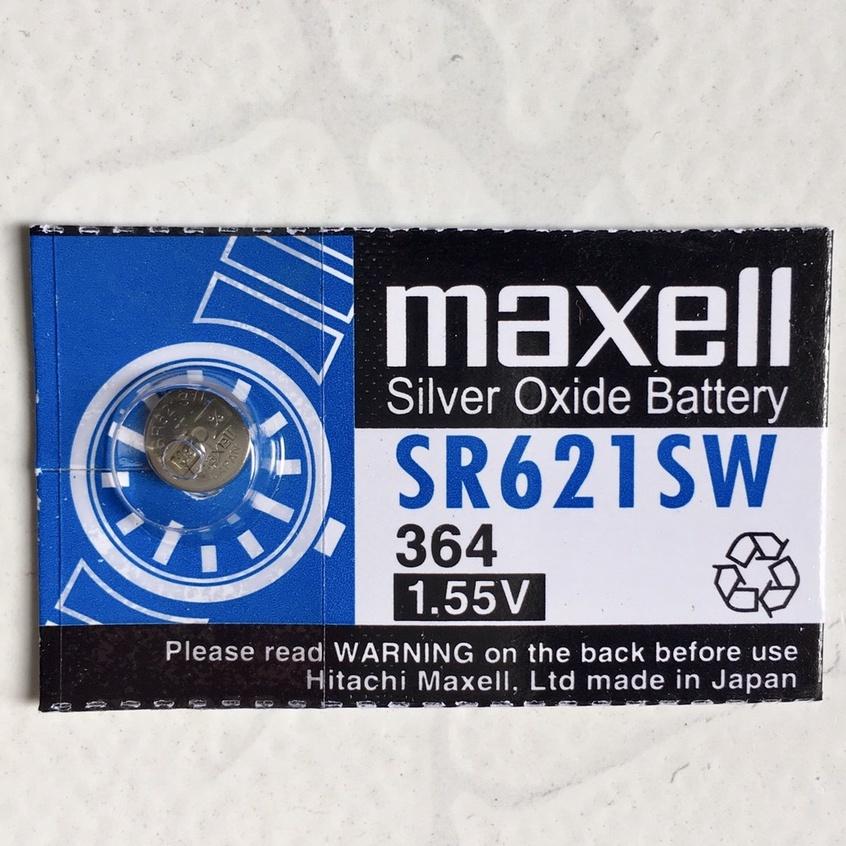 maxell
Silver Oxide Battery
SR621SW
364
1.55V
Please read WARNING on the back before use
Hitachi Maxell, Ltd made in Japan
maxell